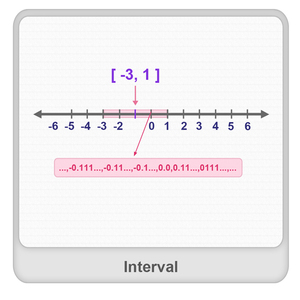 [ -3, 1 ]
-6 -5 -4 -3 -2 0 1 2 3 4 5 6
...,-0.111...,-0.11...,-0.1...,0.0,0.11...,0111...,...
Interval